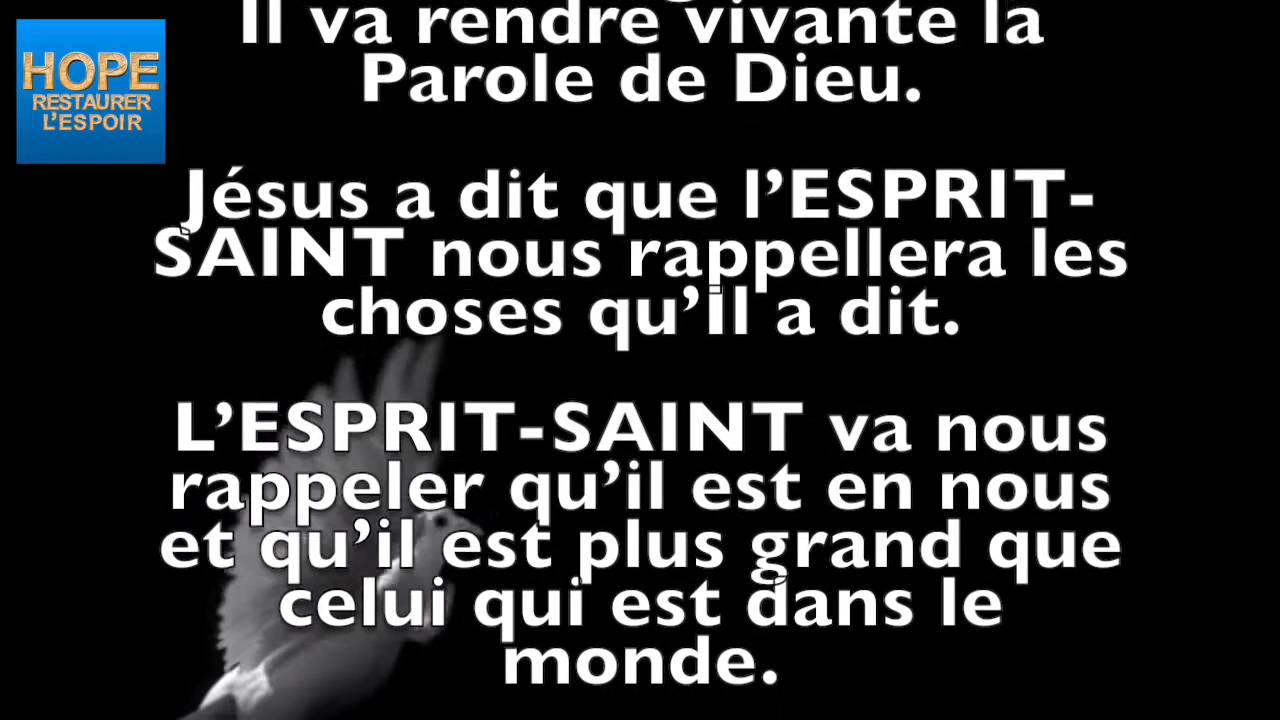 HOPE
RESTAURER
L'ESPOIR
Il va rendre vivante la
Parole de Dieu.
Jésus a dit que l’ESPRIT-
SAINT nous rappellera les
choses qu’il a dit.
L’ESPRIT-SAINT va nous
rappeler qu’il est en nous
et qu’il est plus grand que
celui qui est dans le
monde.